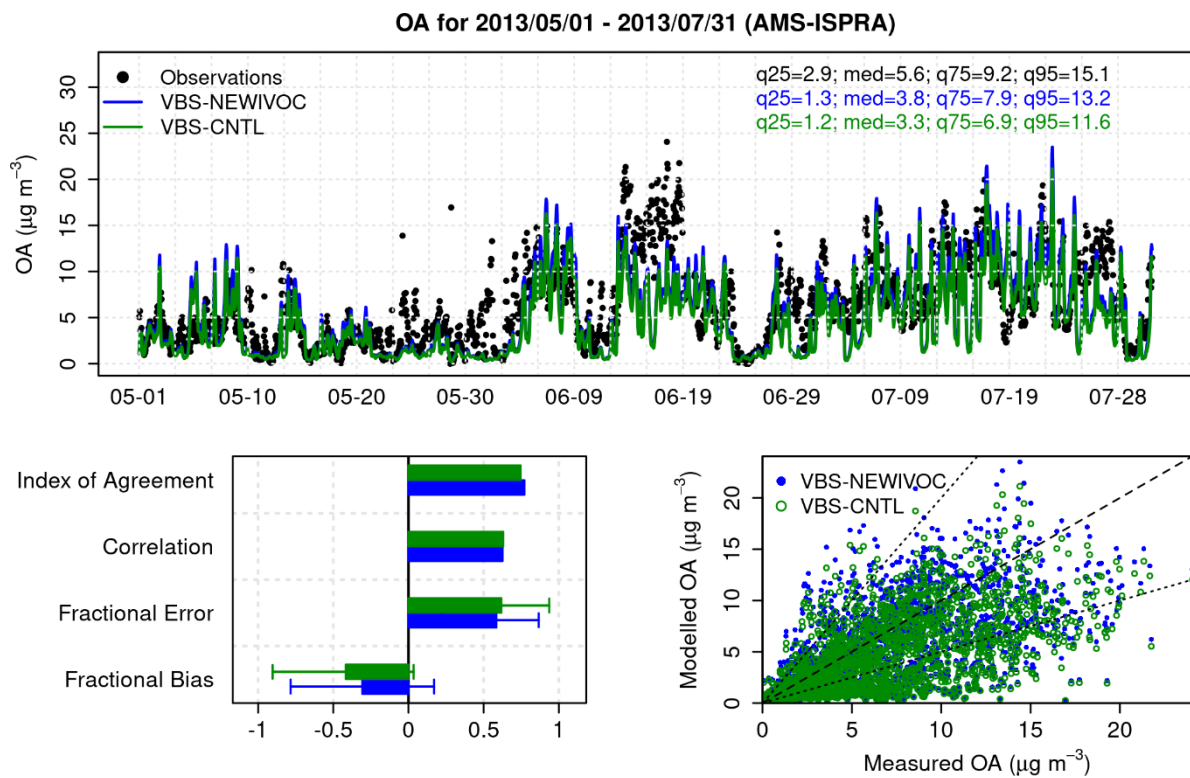 OA for 2013/05/01 - 2013/07/31 (AMS-ISPRA)
OA (μg m⁻³)
30
25
20
15
10
5
0
Observations
VBS-NEWIVOC
VBS-CNTL
q25=2.9; med=5.6; q75=9.2; q95=15.1
q25=1.3; med=3.8; q75=7.9; q95=13.2
q25=1.2; med=3.3; q75=6.9; q95=11.6
05-01 05-10 05-20 05-30 06-09 06-19 06-29 07-09 07-19 07-28
Index of Agreement
Correlation
Fractional Error
Fractional Bias
-1 -0.5 0 0.5 1
Modelled OA (μg m⁻³)
20
15
10
5
0
VBS-NEWIVOC
VBS-CNTL
0 5 10 15 20
Measured OA (μg m⁻³)